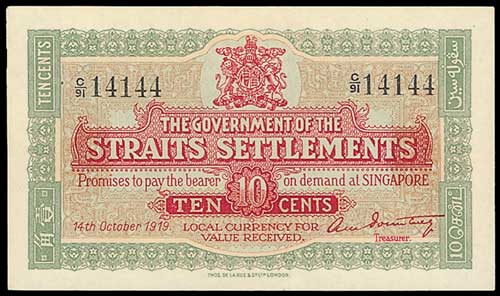 C/91 14144 C/91 14144
THE GOVERNMENT OF THE
STRAITS SETTLEMENTS
Promises to pay the bearer on demand at SINGAPORE
TEN 10 CENTS
14th October 1919. LOCAL CURRENCY FOR
VALUE RECEIVED.
Treasurer.
TEN CENTS
壹角
THOS. DE LA RUE & CO LTD LONDON.